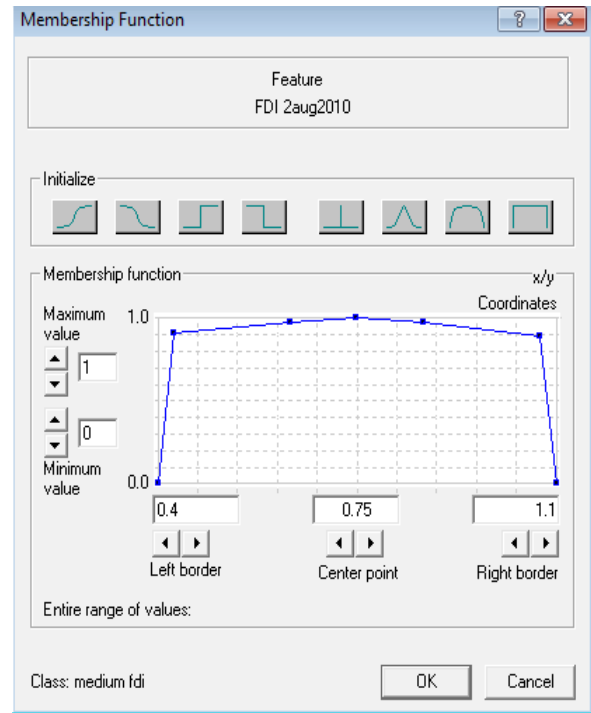 Membership Function
Feature
FDI 2aug2010
Initialize
Membership function
x/y
Coordinates
Maximum
value
1.0
1
0
Minimum
value
0.0
0.4
0.75
1.1
Left border
Center point
Right border
Entire range of values:
Class: medium fdi
OK
Cancel